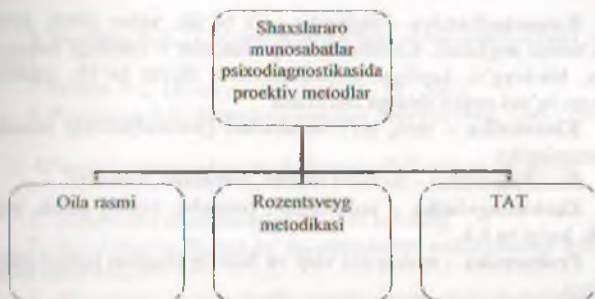 Shaxslararo
munosabatlar
psixodiagnostikasida
proektiv metodlar
Oila rasmi
Rozentsveyg
metodikasi
TAT